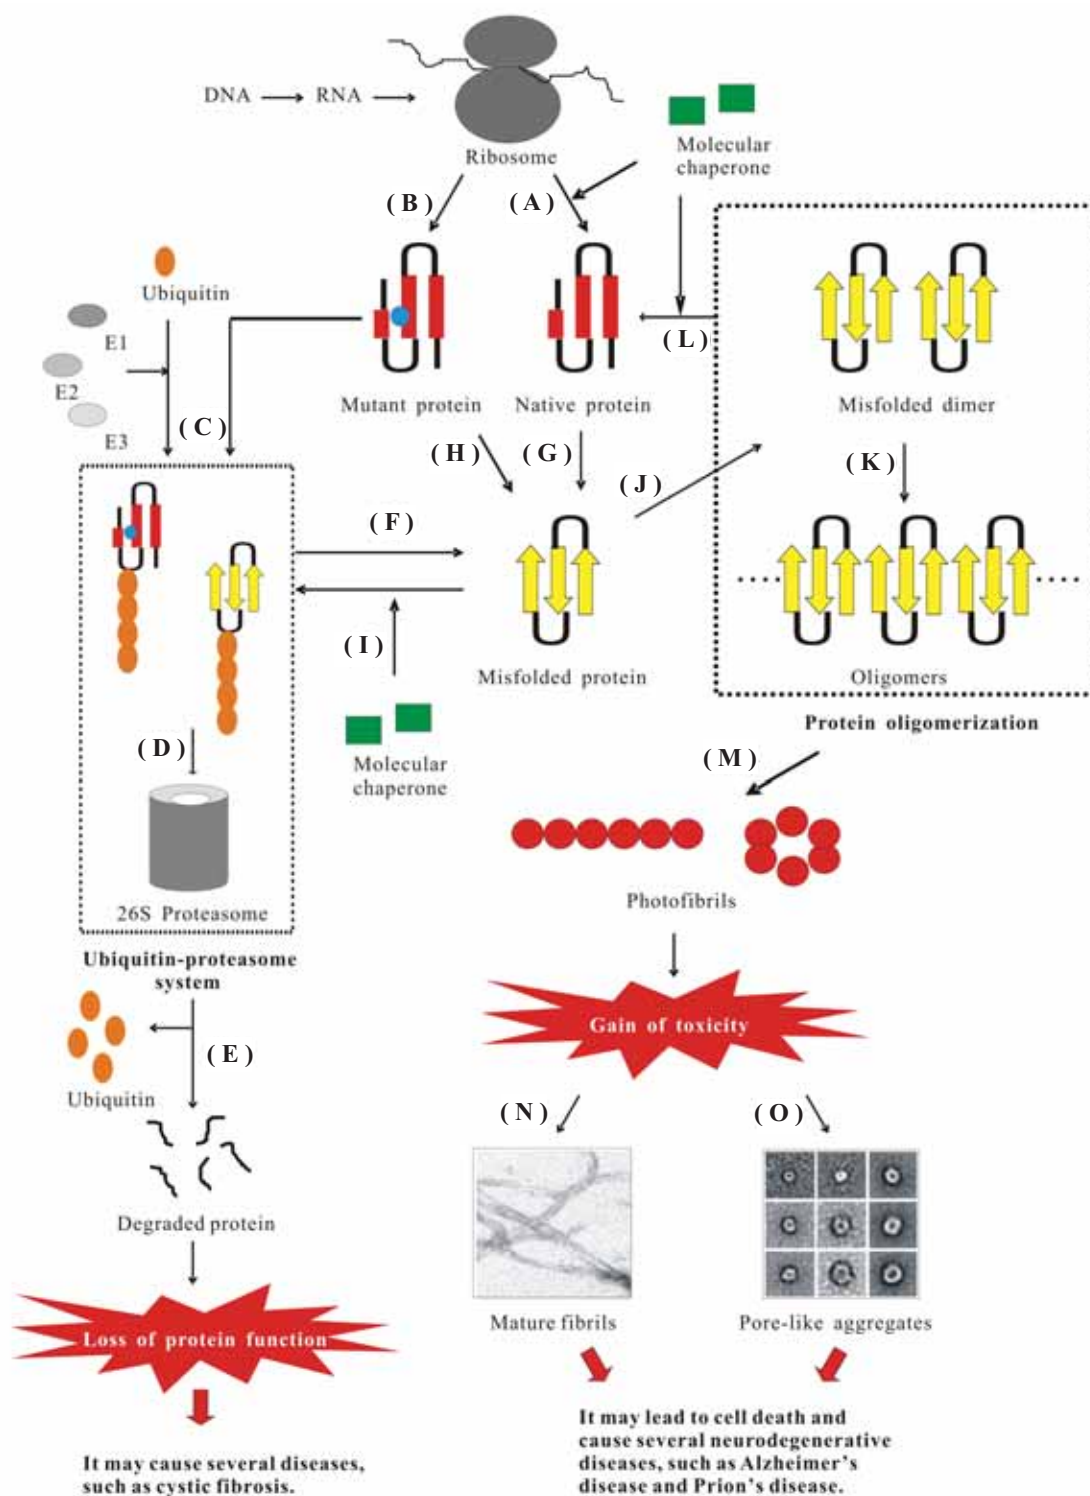 DNA
RNA
Ribosome
Molecular
chaperone
( B )
( A )
Ubiquitin
E1
E2
E3
( C )
Mutant protein
Native protein
( L )
Misfolded dimer
( H )
( G )
( J )
( K )
( F )
( I )
Misfolded protein
Oligomers
Protein oligomerization
( D )
Molecular
chaperone
( M )
26S Proteasome
Photofibrils
Ubiquitin-proteasome
system
Gain of toxicity
( E )
Ubiquitin
( N )
( O )
Degraded protein
Mature fibrils
Pore-like aggregates
Loss of protein function
It may cause several diseases,
such as cystic fibrosis.
It may lead to cell death and
cause several neurodegenerative
diseases, such as Alzheimer's
disease and Prion's disease.